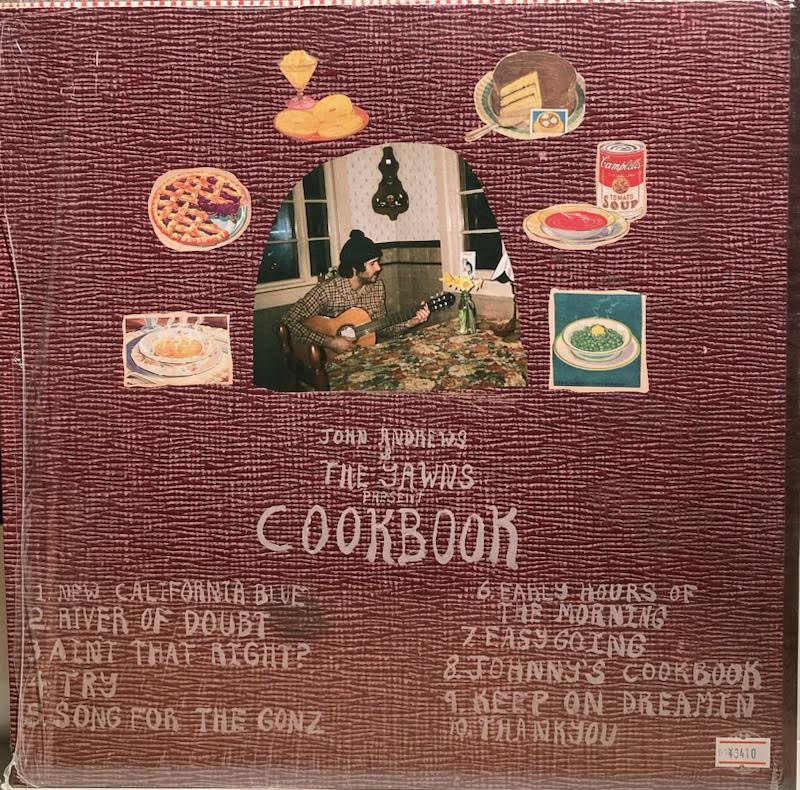 Campbell's
TOMATO
SOUP
JOHN ANDREWS
&
THE YAWNS
PRESENT
COOKBOOK
1. NEW CALIFORNIA BLUE
2. RIVER OF DOUBT
3 AINT THAT RIGHT?
4. TRY
5. SONG FOR THE GONZ
6. EARLY HOURS OF
THE MORNING
7. EASY GOING
8. JOHNNY'S COOKBOOK
9. KEEP ON DREAMIN
10. THANKYOU
¥3410